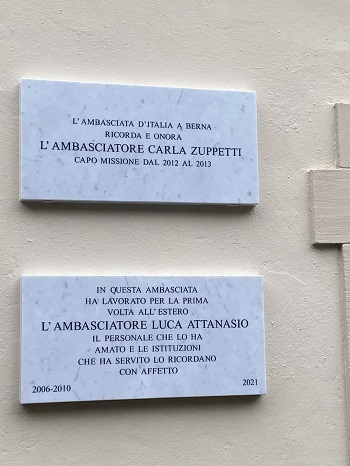 L'AMBASCIATA D'ITALIA A BERNA
RICORDA E ONORA
L'AMBASCIATORE CARLA ZUPPETTI
CAPO MISSIONE DAL 2012 AL 2013
IN QUESTA AMBASCIATA
HA LAVORATO PER LA PRIMA
VOLTA ALL'ESTERO
L'AMBASCIATORE LUCA ATTANASIO
IL PERSONALE CHE LO HA
AMATO E LE ISTITUZIONI
CHE HA SERVITO LO RICORDANO
CON AFFETTO
2006-2010 2021